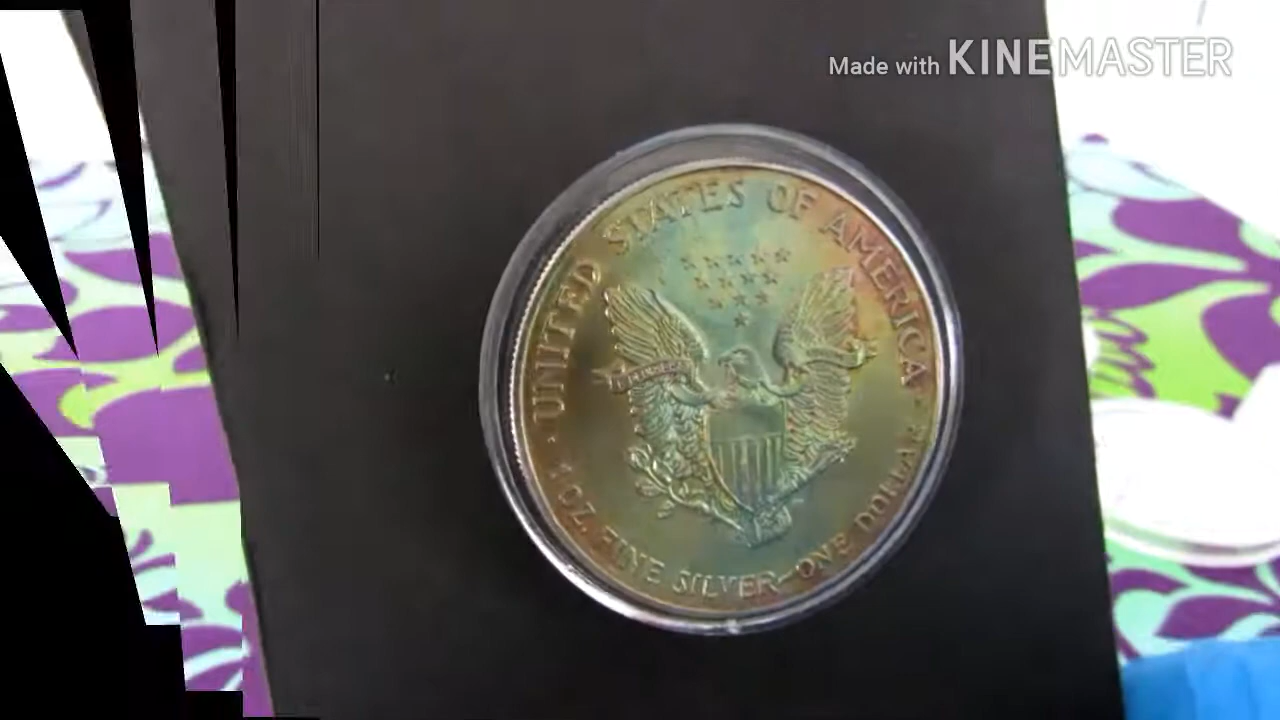 Made with KINEMASTER
UNITED STATES OF AMERICA
1 OZ. FINE SILVER–ONE DOLLAR